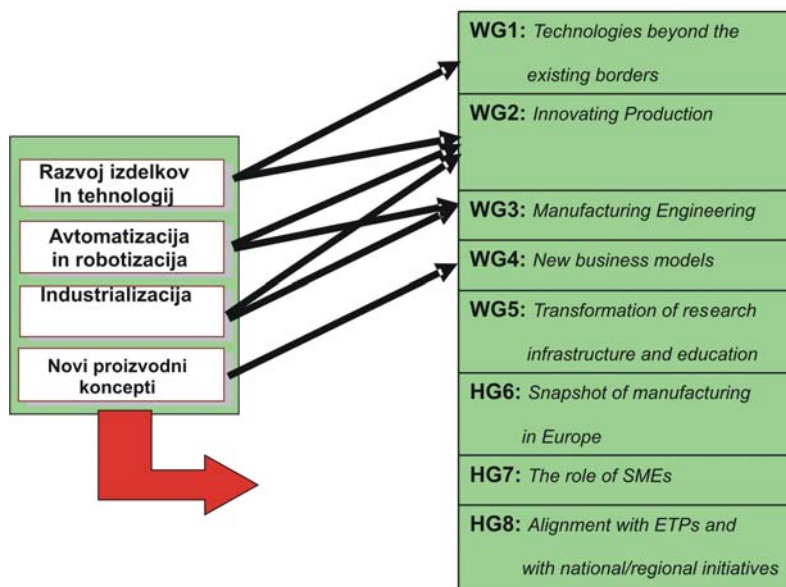 Razvoj izdelkov
In tehnologij
Avtomatizacija
in robotizacija
Industrializacija
Novi proizvodni
koncepti
WG1: Technologies beyond the
existing borders
WG2: Innovating Production
WG3: Manufacturing Engineering
WG4: New business models
WG5: Transformation of research
infrastructure and education
HG6: Snapshot of manufacturing
in Europe
HG7: The role of SMEs
HG8: Alignment with ETPs and
with national/regional initiatives